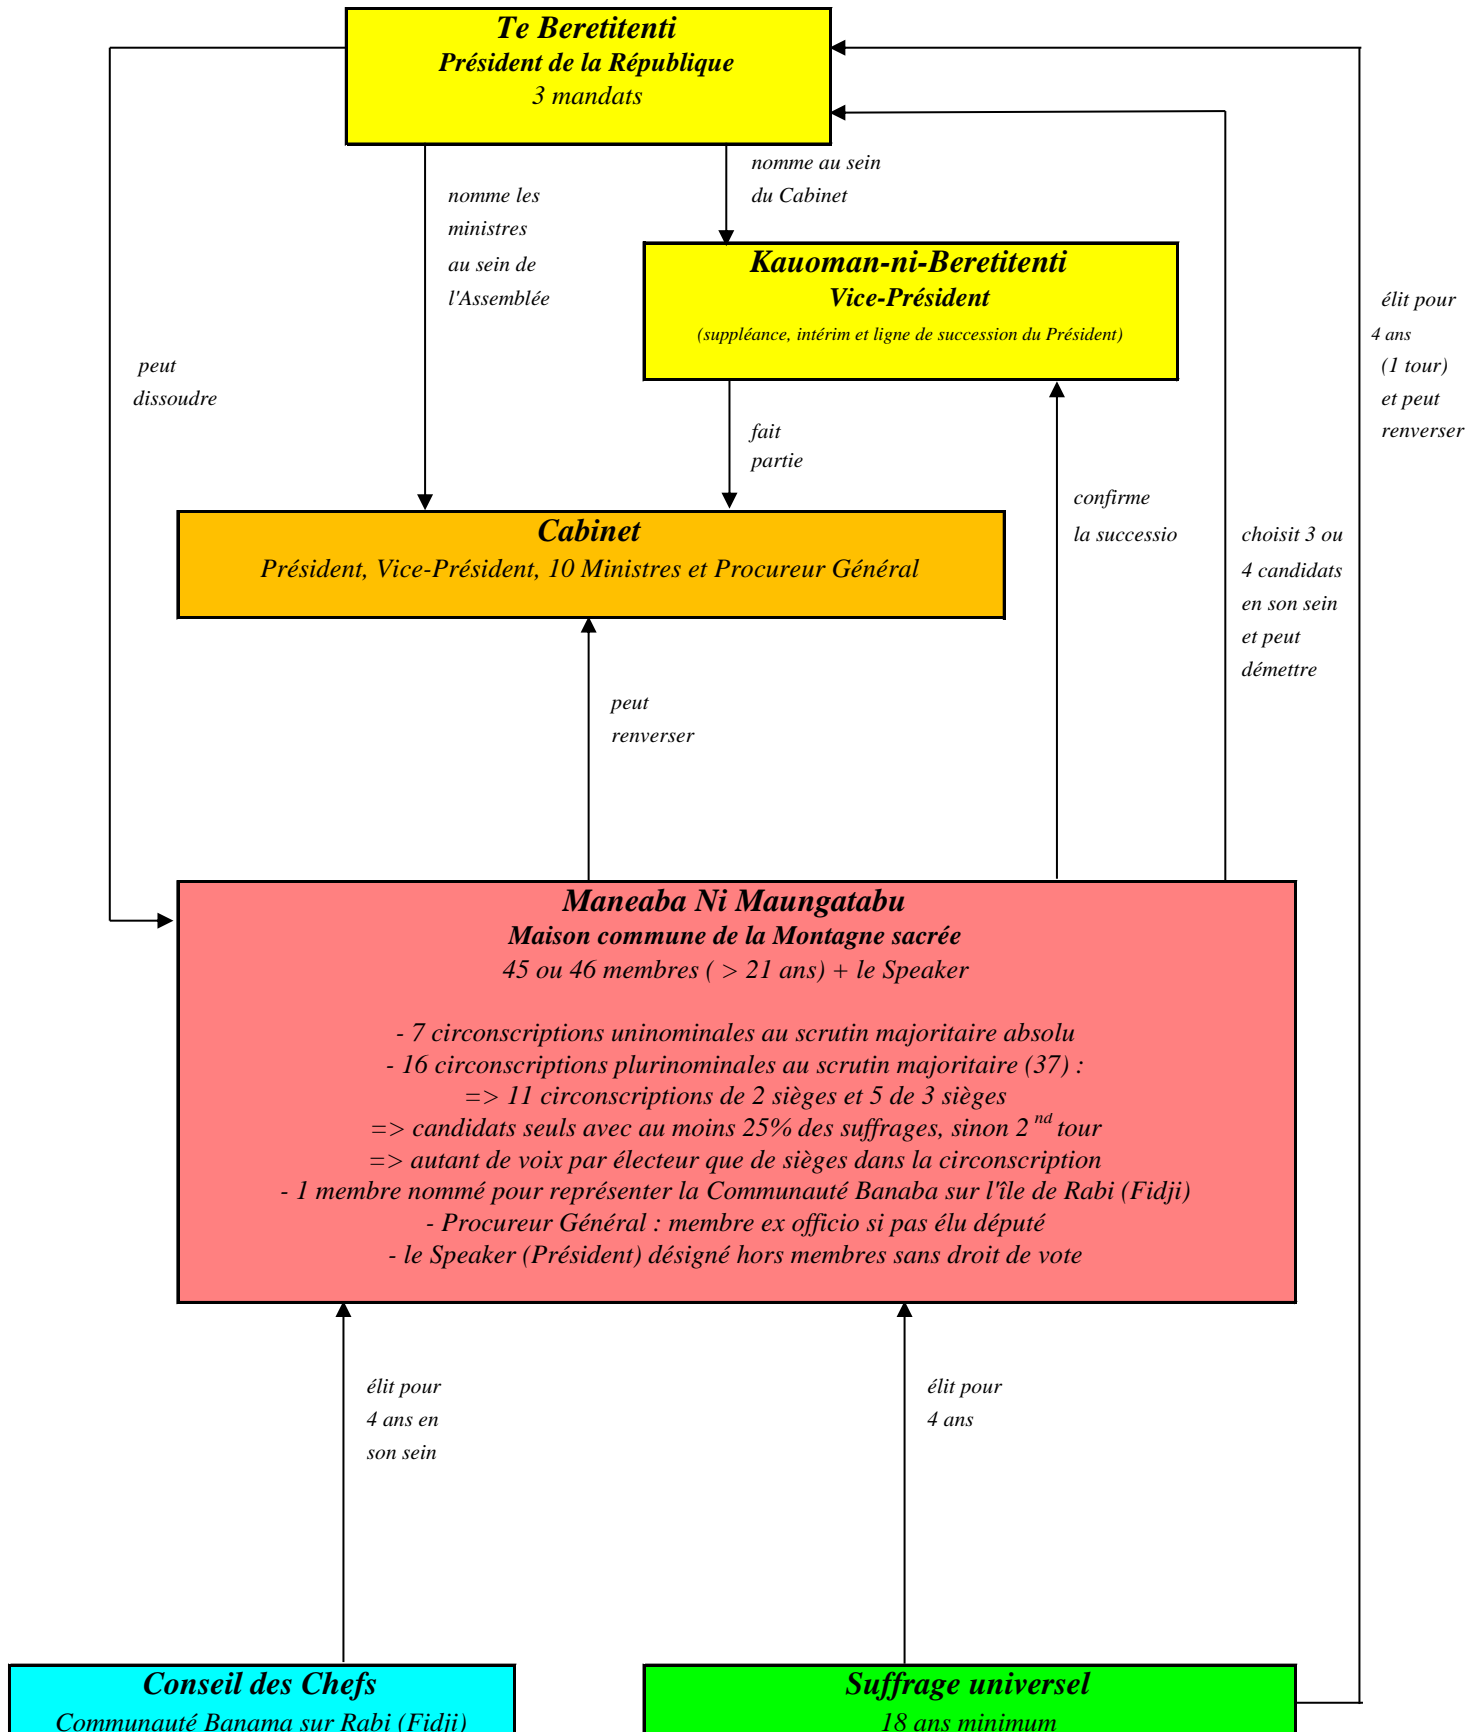 Te Beretitenti
Président de la République
3 mandats
nomme au sein
du Cabinet
nomme les
ministres
au sein de
l'Assemblée
Kauoman-ni-Beretitenti
Vice-Président
(suppléance, intérim et ligne de succession du Président)
élit pour
4 ans
(1 tour)
et peut
renverser
peut
dissoudre
fait
partie
confirme
la successio
choisit 3 ou
4 candidats
en son sein
et peut
démettre
Cabinet
Président, Vice-Président, 10 Ministres et Procureur Général
peut
renverser
Maneaba Ni Maungatabu
Maison commune de la Montagne sacrée
45 ou 46 membres ( > 21 ans) + le Speaker
- 7 circonscriptions uninominales au scrutin majoritaire absolu
- 16 circonscriptions plurinominales au scrutin majoritaire (37) :
=> 11 circonscriptions de 2 sièges et 5 de 3 sièges
=> candidats seuls avec au moins 25% des suffrages, sinon 2 nd tour
=> autant de voix par électeur que de sièges dans la circonscription
- 1 membre nommé pour représenter la Communauté Banaba sur l'île de Rabi (Fidji)
- Procureur Général : membre ex officio si pas élu député
- le Speaker (Président) désigné hors membres sans droit de vote
élit pour
4 ans en
son sein
élit pour
4 ans
Conseil des Chefs
Communauté Banama sur Rabi (Fidji)
Suffrage universel
18 ans minimum